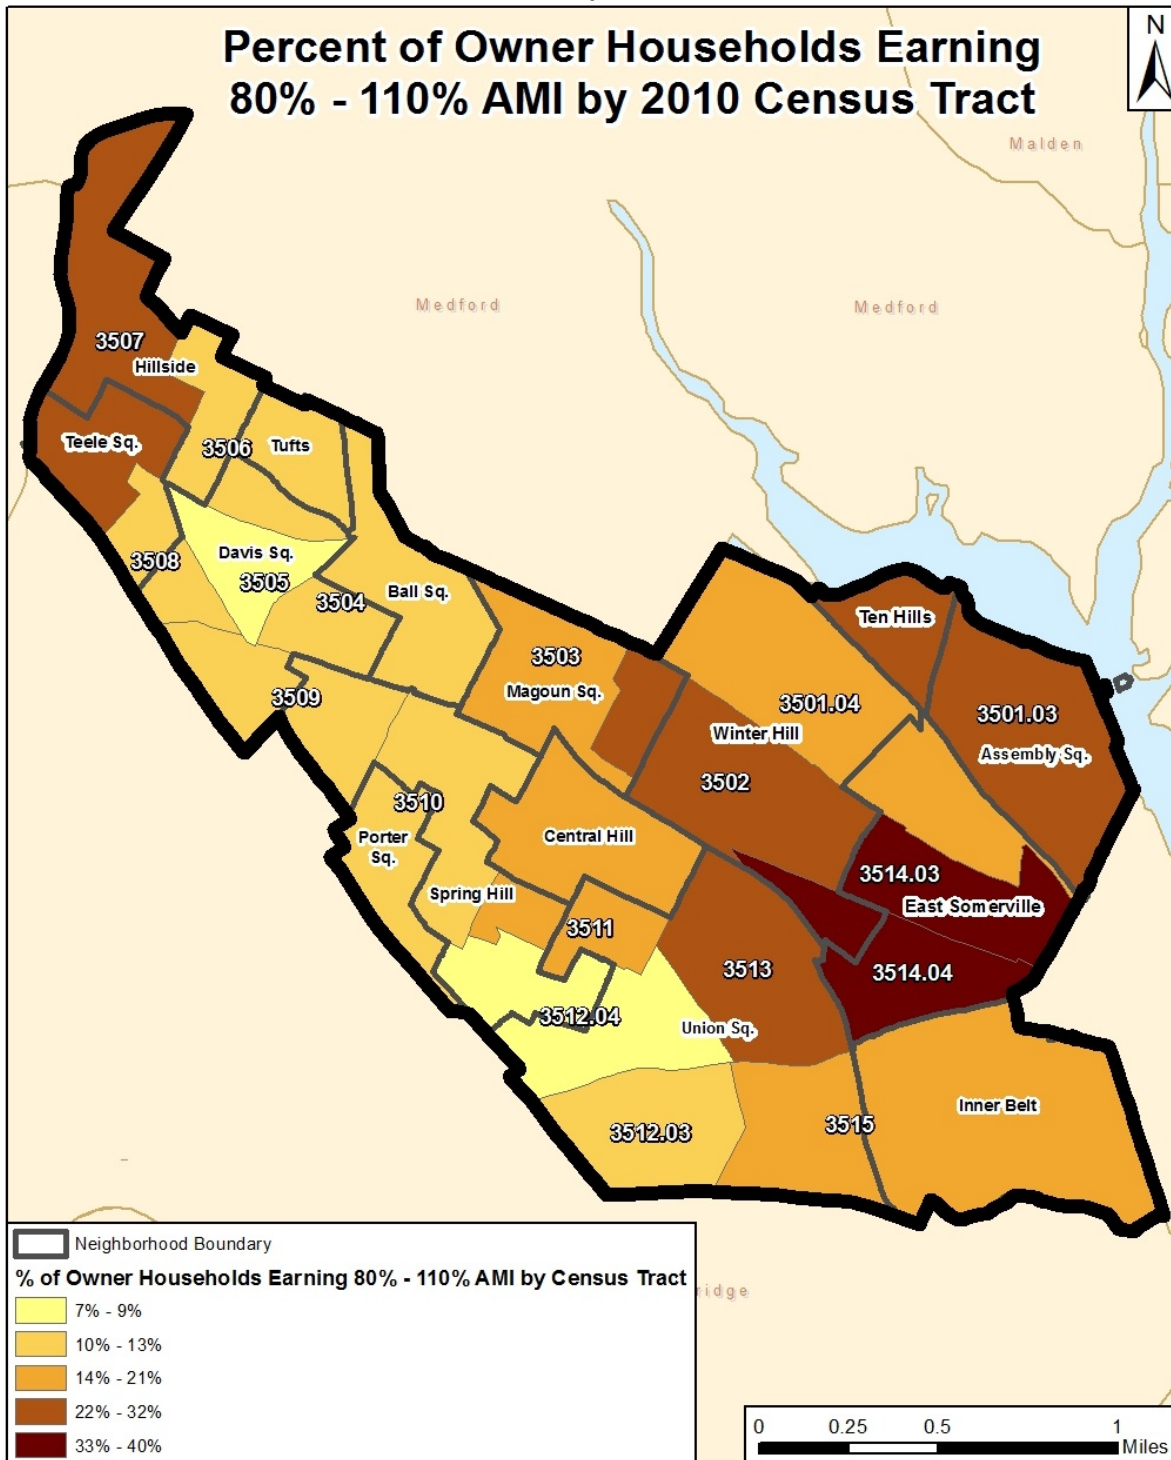 Percent of Owner Households Earning
80% - 110% AMI by 2010 Census Tract
N
Malden
Medford
Medford
3507
Hillside
Teele Sq.
3506
Tufts
3508
Davis Sq.
3505
3504
Ball Sq.
Ten Hills
3503
Magoun Sq.
3501.04
3501.03
Winter Hill
Assembly Sq.
3509
3502
3510
Porter
Sq.
Central Hill
3514.03
Spring Hill
East Somerville
3511
3513
3514.04
3512.04
Union Sq.
Inner Belt
3512.03
3515
ridge
Neighborhood Boundary
% of Owner Households Earning 80% - 110% AMI by Census Tract
7% - 9%
10% - 13%
14% - 21%
22% - 32%
33% - 40%
0 0.25 0.5 1
Miles